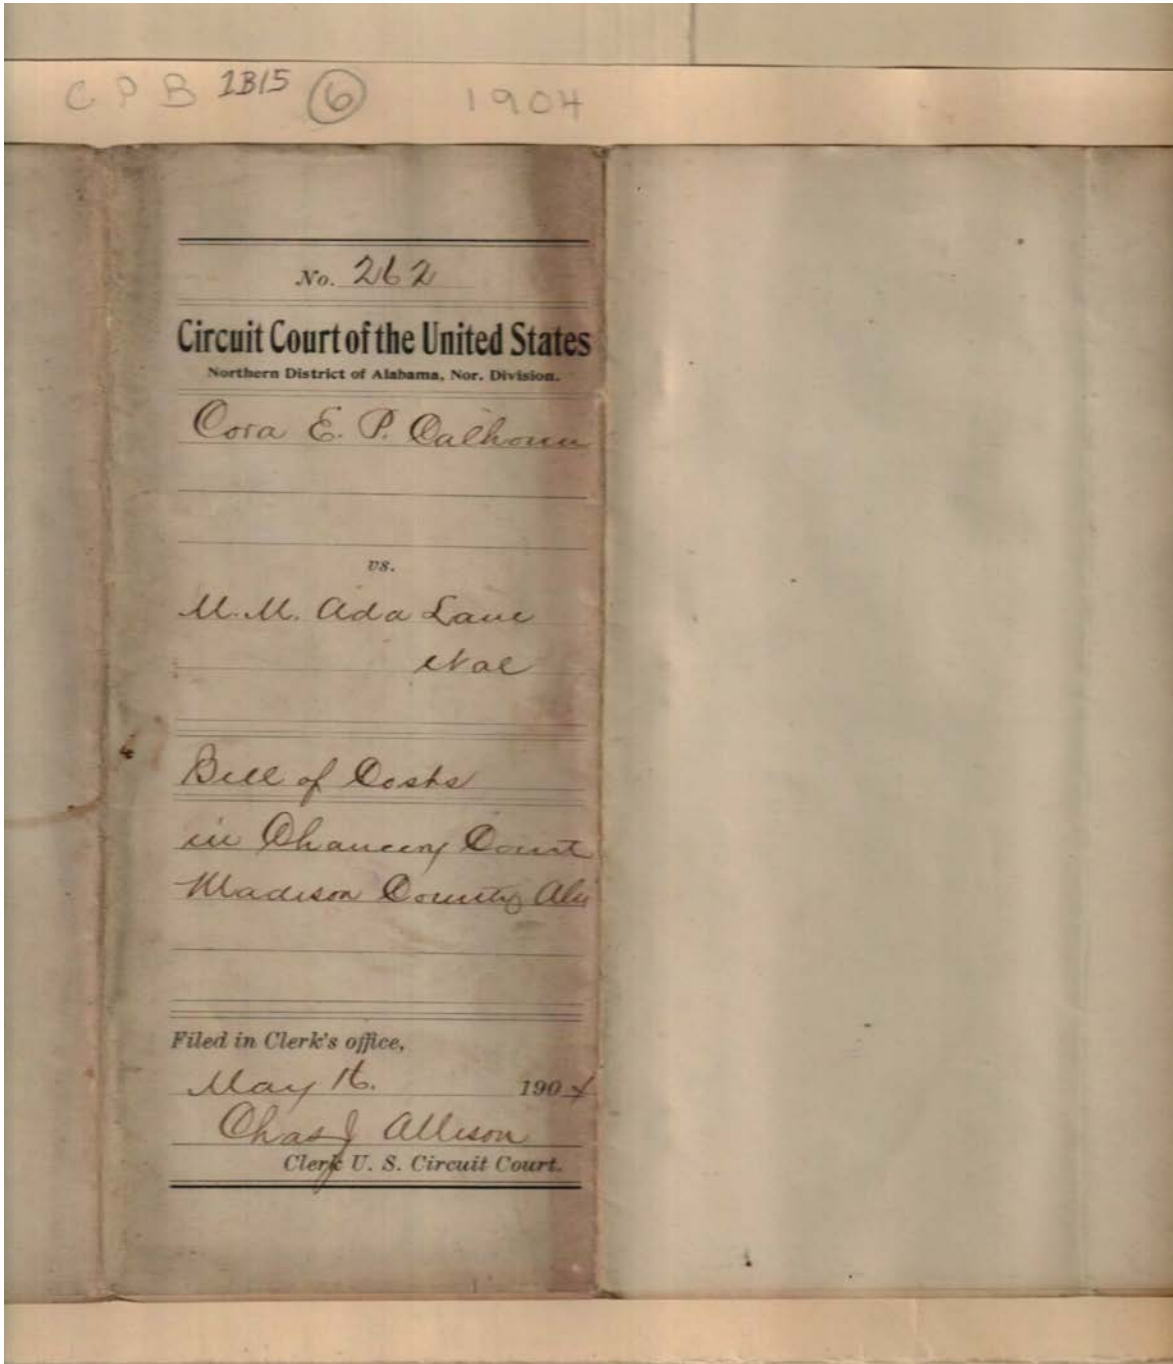 C P B 1B15 6 1904
No. 262
Circuit Court of the United States
Northern District of Alabama, Nor. Division.
Cora E. P. Calhoun
vs.
M. M. Ada Lane
et al
Bill of Costs
in Chancery Court
Madison County Ala
Filed in Clerk's office,
May 16. 1904
Chas J Allison
Clerk U. S. Circuit Court.